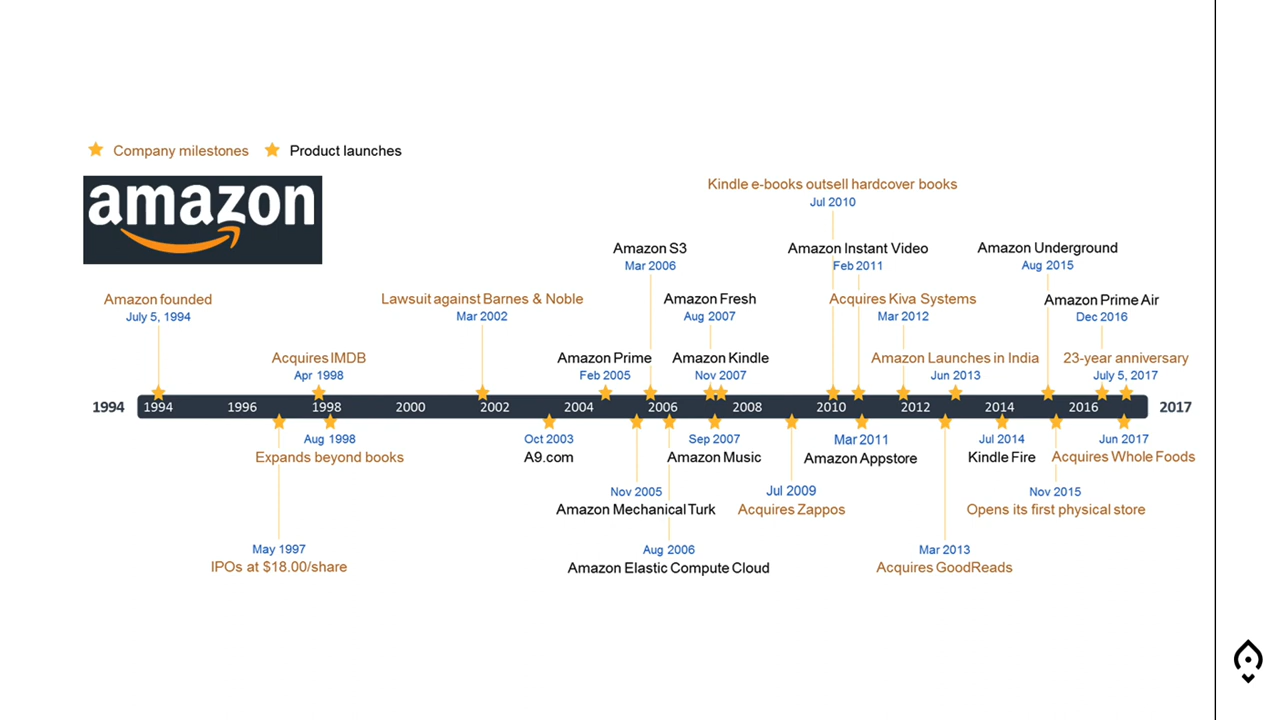 Company milestones
Product launches
amazon
Kindle e-books outsell hardcover books
Jul 2010
Amazon S3
Mar 2006
Amazon Instant Video
Feb 2011
Amazon Underground
Aug 2015
Amazon founded
July 5, 1994
Lawsuit against Barnes & Noble
Mar 2002
Amazon Fresh
Aug 2007
Acquires Kiva Systems
Mar 2012
Amazon Prime Air
Dec 2016
Acquires IMDB
Apr 1998
Amazon Prime
Feb 2005
Amazon Kindle
Nov 2007
Amazon Launches in India
Jun 2013
23-year anniversary
July 5, 2017
1994 1994 1996 1998 2000 2002 2004 2006 2008 2010 2012 2014 2016 2017
Aug 1998
Expands beyond books
Oct 2003
A9.com
Sep 2007
Amazon Music
Mar 2011
Amazon Appstore
Jul 2014
Kindle Fire
Jun 2017
Acquires Whole Foods
Nov 2005
Amazon Mechanical Turk
Jul 2009
Acquires Zappos
Nov 2015
Opens its first physical store
May 1997
IPOs at $18.00/share
Aug 2006
Amazon Elastic Compute Cloud
Mar 2013
Acquires GoodReads